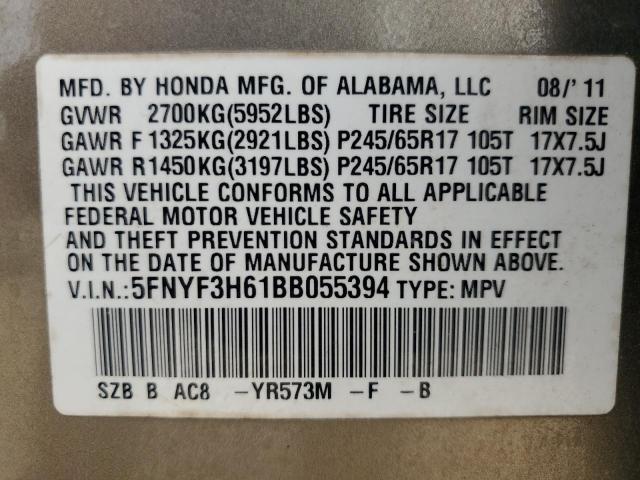 MFD. BY HONDA MFG. OF ALABAMA, LLC 08/'11
GVWR 2700KG(5952LBS) TIRE SIZE RIM SIZE
GAWR F 1325KG(2921LBS) P245/65R17 105T 17X7.5J
GAWR R 1450KG(3197LBS) P245/65R17 105T 17X7.5J
THIS VEHICLE CONFORMS TO ALL APPLICABLE
FEDERAL MOTOR VEHICLE SAFETY
AND THEFT PREVENTION STANDARDS IN EFFECT
ON THE DATE OF MANUFACTURE SHOWN ABOVE.
V.I.N.:5FNYF3H61BB055394 TYPE: MPV
SZB B AC8 -YR573M -F -B